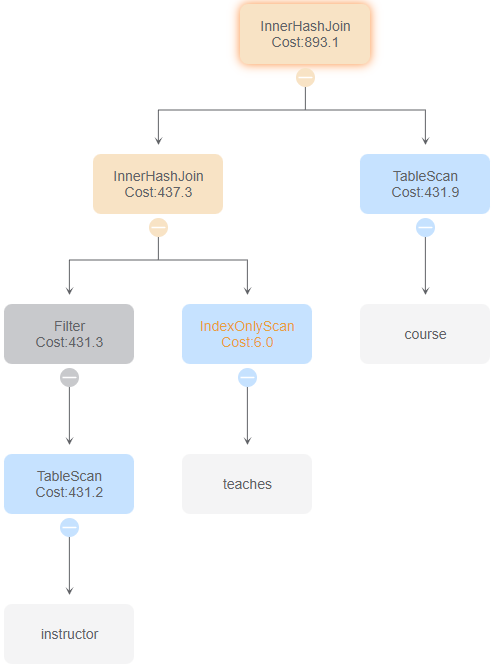 InnerHashJoin
Cost:893.1
InnerHashJoin
Cost:437.3
TableScan
Cost:431.9
Filter
Cost:431.3
IndexOnlyScan
Cost:6.0
course
TableScan
Cost:431.2
teaches
instructor